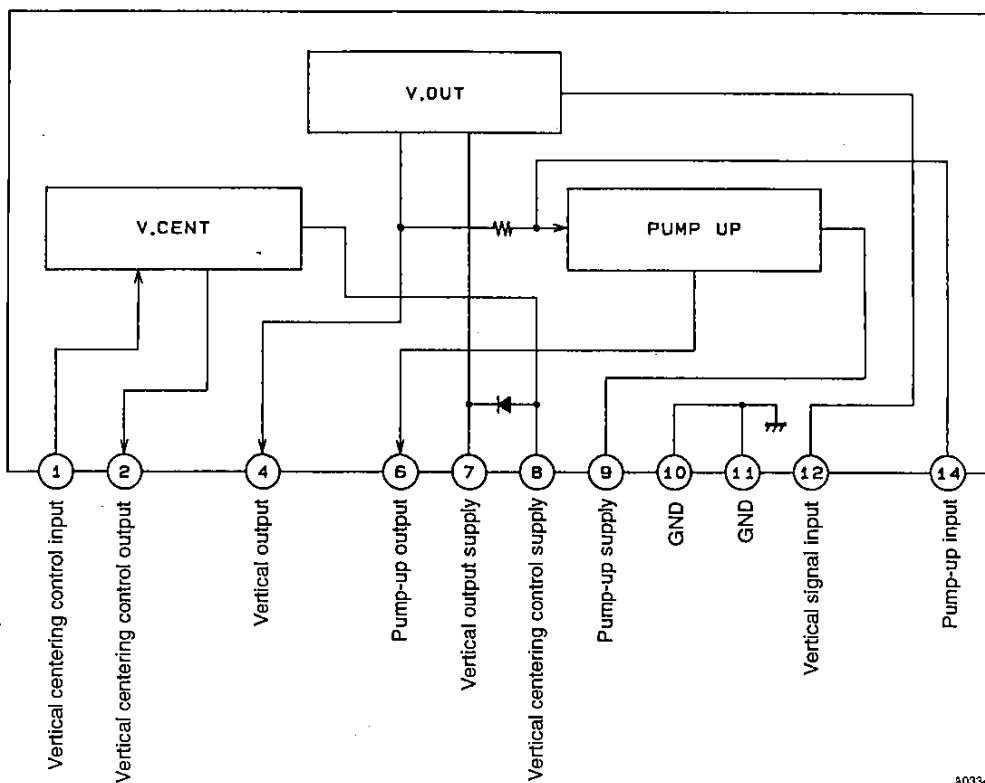 V.OUT
V.CENT
PUMP UP
1
2
4
6
7
8
9
10
11
12
14
Vertical centering control input
Vertical centering control output
Vertical output
Pump-up output
Vertical output supply
Vertical centering control supply
Pump-up supply
GND
GND
Vertical signal input
Pump-up input